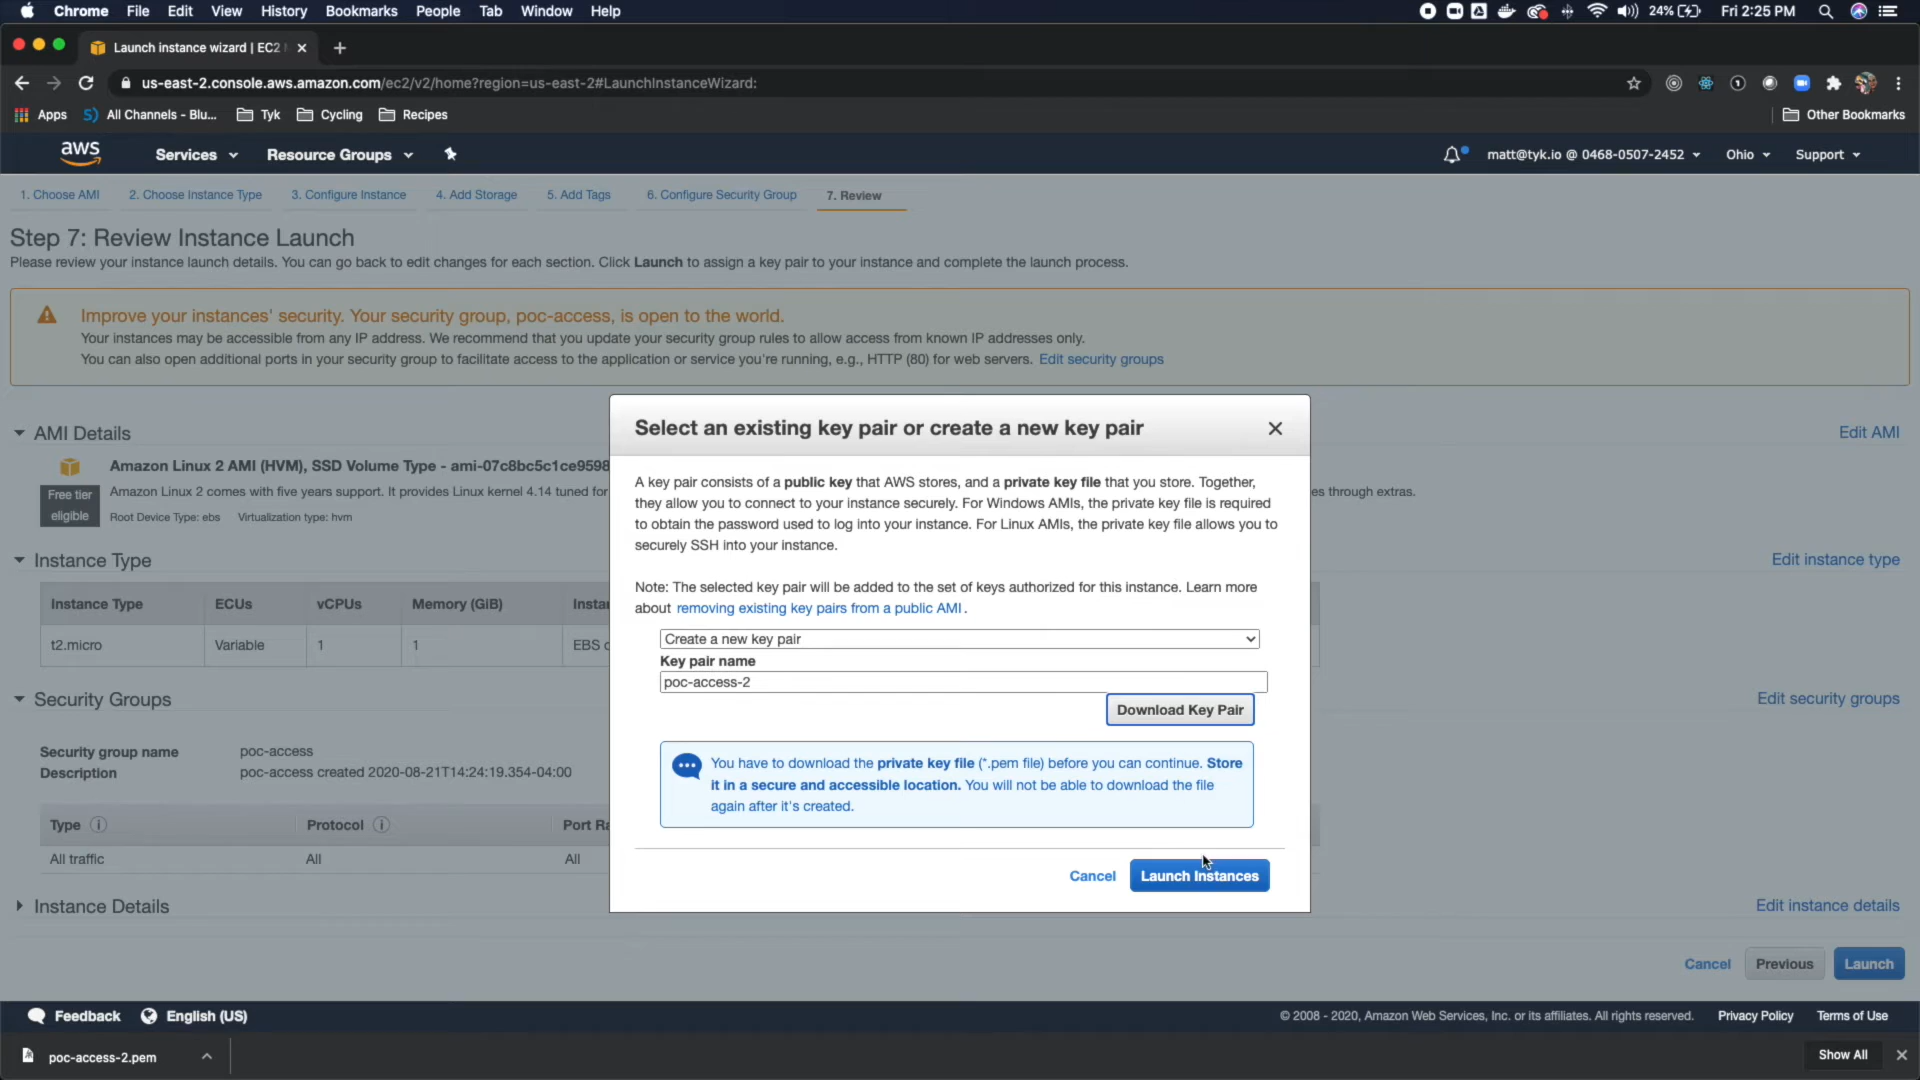 Chrome File Edit View History Bookmarks People Tab Window Help 24% Fri 2:25 PM
Launch instance wizard | EC2
us-east-2.console.aws.amazon.com/ec2/v2/home?region=us-east-2#LaunchInstanceWizard:
Apps All Channels - Blu... Tyk Cycling Recipes Other Bookmarks
aws Services Resource Groups matt@tyk.io @ 0468-0507-2452 Ohio Support
1. Choose AMI 2. Choose Instance Type 3. Configure Instance 4. Add Storage 5. Add Tags 6. Configure Security Group 7. Review
Step 7: Review Instance Launch
Please review your instance launch details. You can go back to edit changes for each section. Click Launch to assign a key pair to your instance and complete the launch process.
Improve your instances' security. Your security group, poc-access, is open to the world.
Your instances may be accessible from any IP address. We recommend that you update your security group rules to allow access from known IP addresses only.
You can also open additional ports in your security group to facilitate access to the application or service you're running, e.g., HTTP (80) for web servers. Edit security groups
AMI Details Edit AMI
Amazon Linux 2 AMI (HVM), SSD Volume Type - ami-07c8bc5c1ce9598
Free tier eligible
Amazon Linux 2 comes with five years support. It provides Linux kernel 4.14 tuned for es through extras.
Root Device Type: ebs Virtualization type: hvm
Instance Type Edit instance type
Instance Type ECUs vCPUs Memory (GiB) Insta
t2.micro Variable 1 1 EBS
Security Groups Edit security groups
Security group name poc-access
Description poc-access created 2020-08-21T14:24:19.354-04:00
Type Protocol Port Ra
All traffic All All
Instance Details Edit instance details
Cancel Previous Launch
Select an existing key pair or create a new key pair
A key pair consists of a public key that AWS stores, and a private key file that you store. Together,
they allow you to connect to your instance securely. For Windows AMIs, the private key file is required
to obtain the password used to log into your instance. For Linux AMIs, the private key file allows you to
securely SSH into your instance.
Note: The selected key pair will be added to the set of keys authorized for this instance. Learn more
about removing existing key pairs from a public AMI.
Create a new key pair
Key pair name
poc-access-2
Download Key Pair
You have to download the private key file (*.pem file) before you can continue. Store
it in a secure and accessible location. You will not be able to download the file
again after it's created.
Cancel Launch Instances
Feedback English (US) © 2008 - 2020, Amazon Web Services, Inc. or its affiliates. All rights reserved. Privacy Policy Terms of Use
poc-access-2.pem Show All